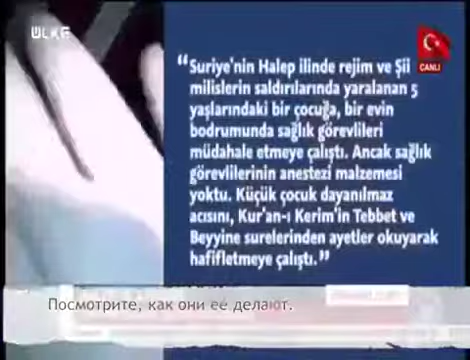 ÜLKE
"Suriye'nin Halep ilinde rejim ve Şii
milislerin saldırılarında yaralanan 5
yaşlarındaki bir çocuğa, bir evin
bodrumunda sağlık görevlileri
müdahale etmeye çalıştı. Ancak sağlık
görevlilerinin anestezi malzemesi
yoktu. Küçük çocuk dayanılmaz
acısını, Kur'an-ı Kerim'in Tebbet ve
Beyyine surelerinden ayetler okuyarak
hafifletmeye çalıştı."
CANLI
Посмотрите, как они её делают.